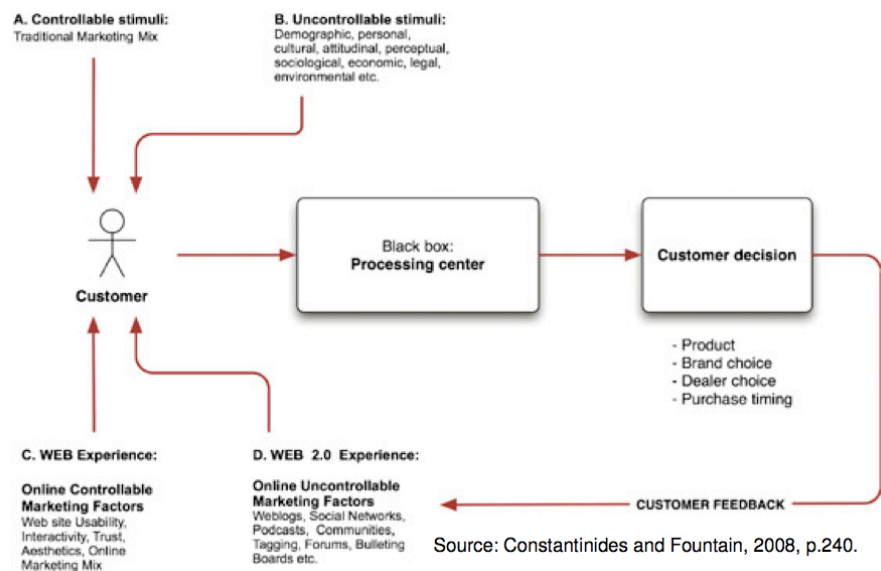 A. Controllable stimuli:
Traditional Marketing Mix
B. Uncontrollable stimuli:
Demographic, personal,
cultural, attitudinal, perceptual,
sociological, economic, legal,
environmental etc.
Customer
Black box:
Processing center
Customer decision
- Product
- Brand choice
- Dealer choice
- Purchase timing
C. WEB Experience:
Online Controllable
Marketing Factors
Web site Usability,
Interactivity, Trust,
Aesthetics, Online
Marketing Mix
D. WEB 2.0 Experience:
Online Uncontrollable
Marketing Factors
Weblogs, Social Networks,
Podcasts, Communities,
Tagging, Forums, Bulleting
Boards etc.
CUSTOMER FEEDBACK
Source: Constantinides and Fountain, 2008, p.240.